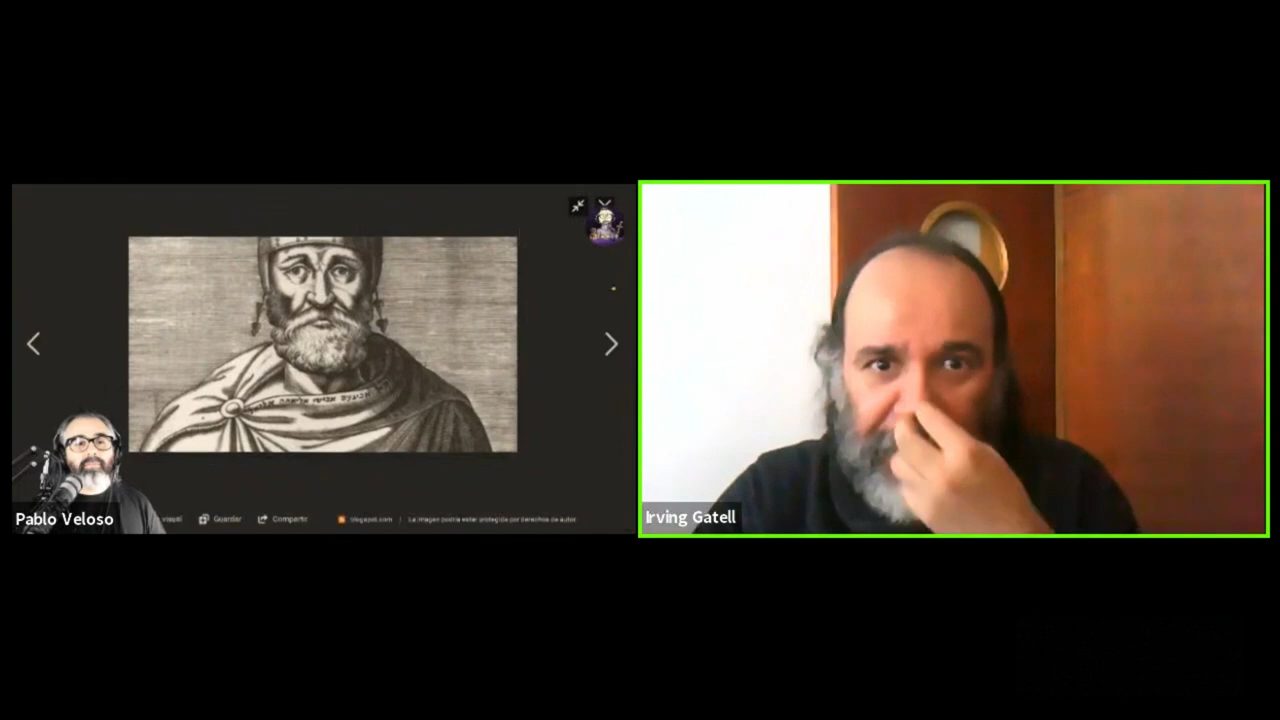 Pablo Veloso
Guardar
Compartir
blogspot.com | La imagen podría estar protegida por derechos de autor
Irving Gatell